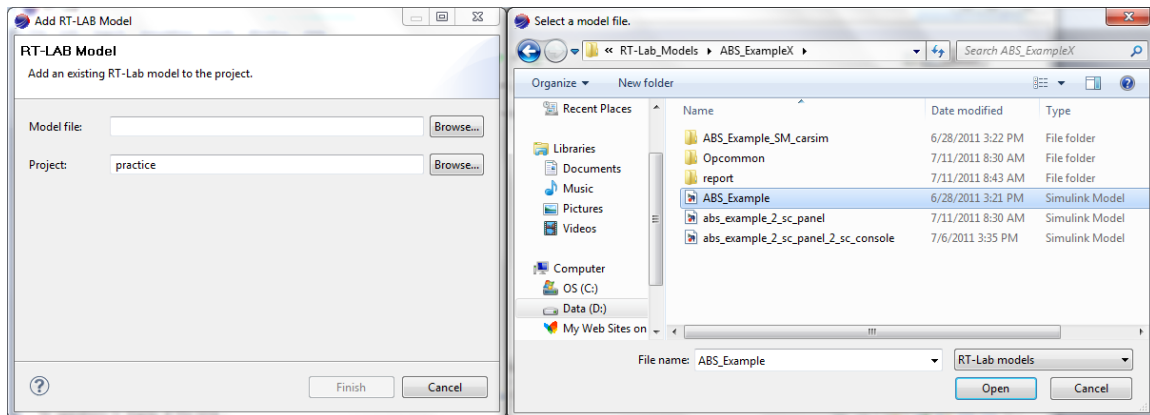 Add RT-LAB Model
RT-LAB Model
Add an existing RT-Lab model to the project.
Model file:
Browse...
Project:
practice
Browse...
Finish
Cancel
Select a model file.
« RT-Lab_Models ABS_ExampleX
Search ABS_ExampleX
Organize New folder
Recent Places
Libraries
Documents
Music
Pictures
Videos
Computer
OS (C:)
Data (D:)
My Web Sites on
Name Date modified Type
ABS_Example_SM_carsim 6/28/2011 3:22 PM File folder
Opcommon 7/11/2011 8:30 AM File folder
report 7/11/2011 8:43 AM File folder
ABS_Example 6/28/2011 3:21 PM Simulink Model
abs_example_2_sc_panel 7/11/2011 8:30 AM Simulink Model
abs_example_2_sc_panel_2_sc_console 7/6/2011 3:35 PM Simulink Model
File name: ABS_Example
RT-Lab models
Open
Cancel